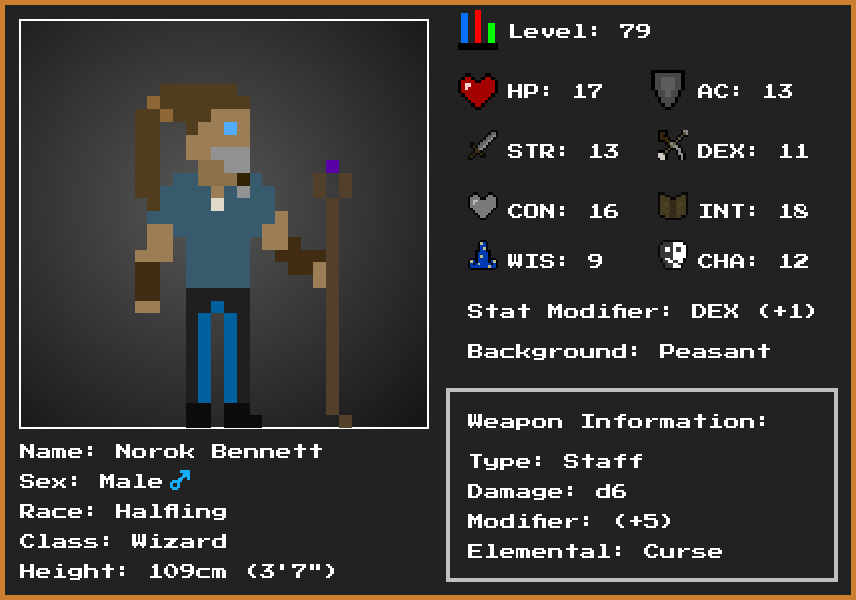 Level: 79
HP: 17
AC: 13
STR: 13
DEX: 11
CON: 16
INT: 18
WIS: 9
CHA: 12
Stat Modifier: DEX (+1)
Background: Peasant
Weapon Information:
Type: Staff
Damage: d6
Modifier: (+5)
Elemental: Curse
Name: Norok Bennett
Sex: Male ♂
Race: Halfling
Class: Wizard
Height: 109cm (3'7")